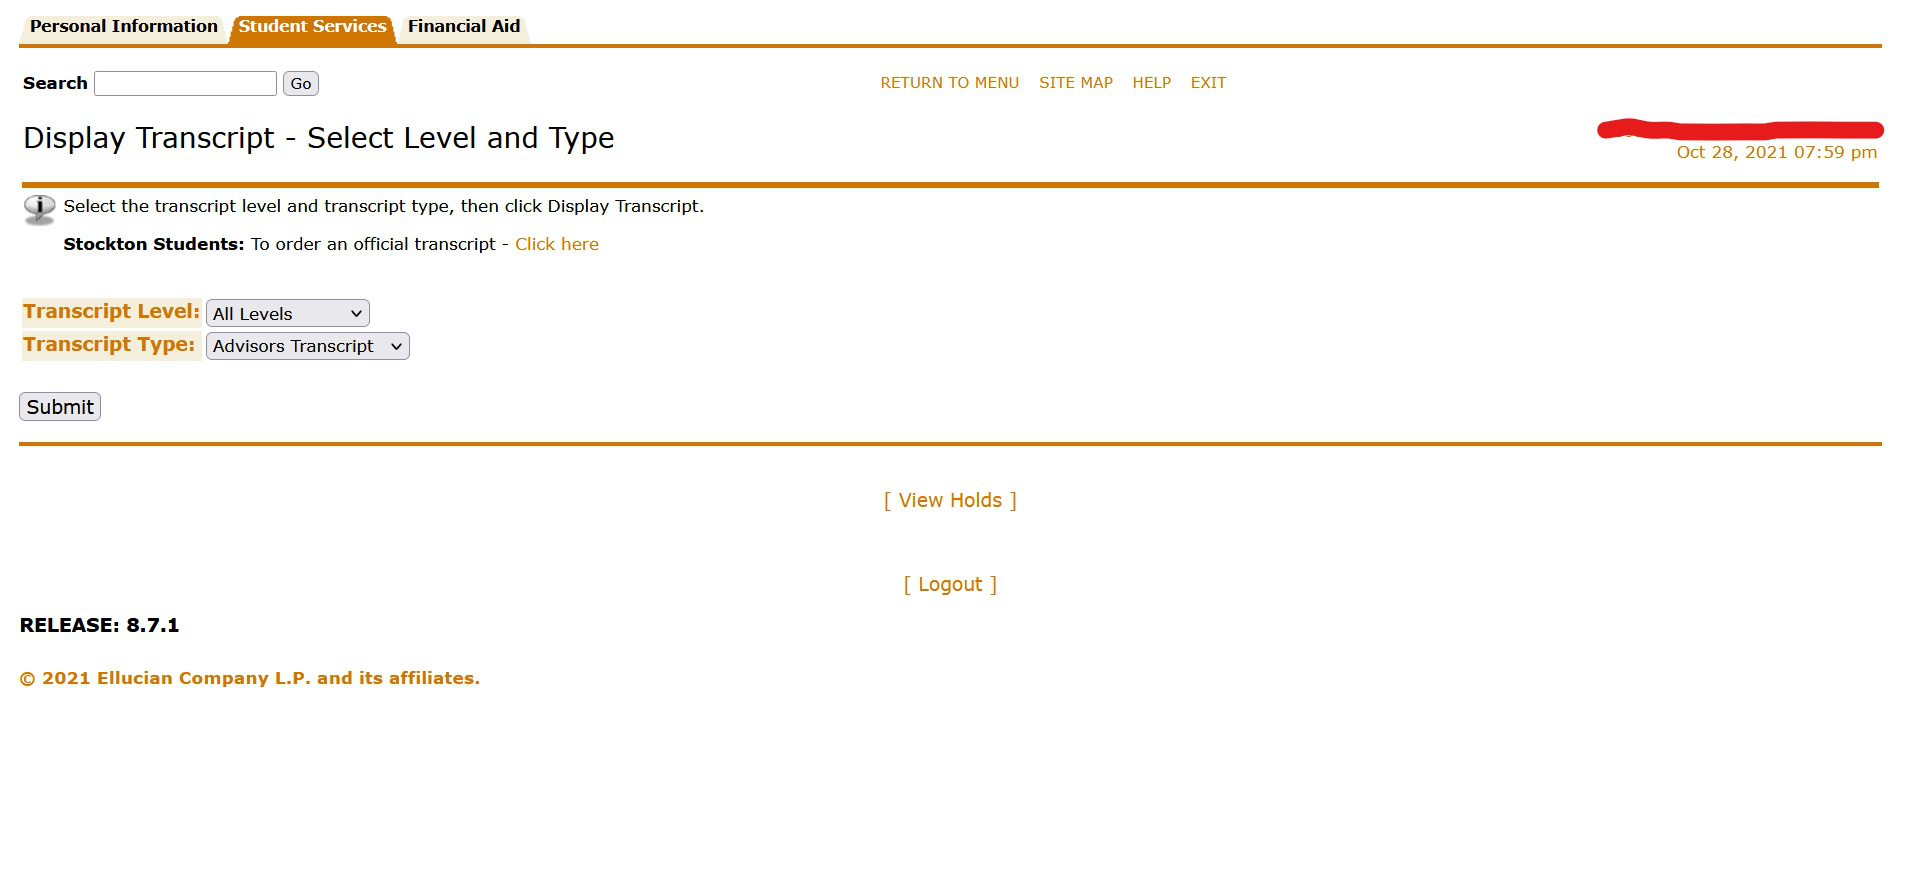 Personal Information Student Services Financial Aid
Search Go RETURN TO MENU SITE MAP HELP EXIT
Display Transcript - Select Level and Type
Oct 28, 2021 07:59 pm
Select the transcript level and transcript type, then click Display Transcript.
Stockton Students: To order an official transcript - Click here
Transcript Level: All Levels
Transcript Type: Advisors Transcript
Submit
[ View Holds ]
[ Logout ]
RELEASE: 8.7.1
© 2021 Ellucian Company L.P. and its affiliates.